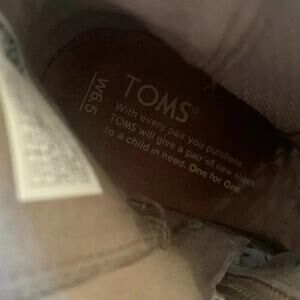 TOMS®
W6.5
With every pair you purchase,
TOMS will give a pair of new shoes
to a child in need. One for One.